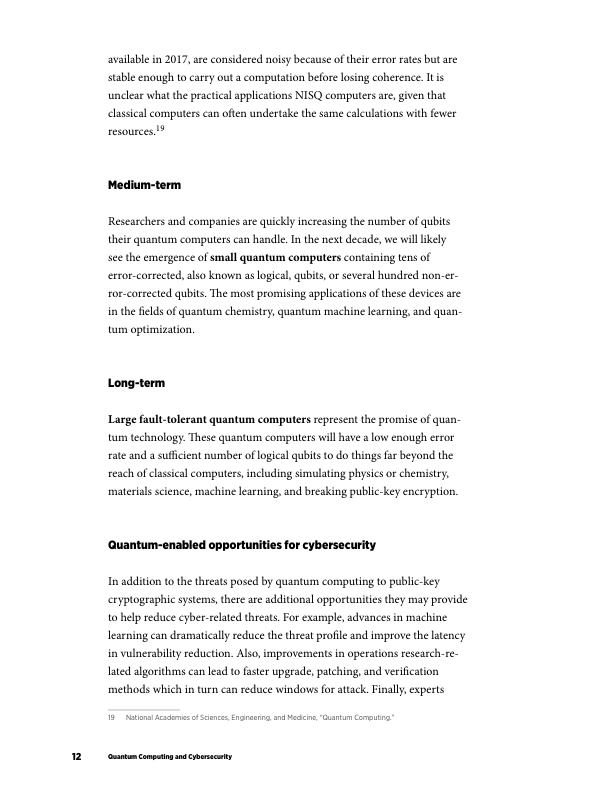 available in 2017, are considered noisy because of their error rates but are
stable enough to carry out a computation before losing coherence. It is
unclear what the practical applications NISQ computers are, given that
classical computers can often undertake the same calculations with fewer
resources.19
Medium-term
Researchers and companies are quickly increasing the number of qubits
their quantum computers can handle. In the next decade, we will likely
see the emergence of small quantum computers containing tens of
error-corrected, also known as logical, qubits, or several hundred non-er-
ror-corrected qubits. The most promising applications of these devices are
in the fields of quantum chemistry, quantum machine learning, and quan-
tum optimization.
Long-term
Large fault-tolerant quantum computers represent the promise of quan-
tum technology. These quantum computers will have a low enough error
rate and a sufficient number of logical qubits to do things far beyond the
reach of classical computers, including simulating physics or chemistry,
materials science, machine learning, and breaking public-key encryption.
Quantum-enabled opportunities for cybersecurity
In addition to the threats posed by quantum computing to public-key
cryptographic systems, there are additional opportunities they may provide
to help reduce cyber-related threats. For example, advances in machine
learning can dramatically reduce the threat profile and improve the latency
in vulnerability reduction. Also, improvements in operations research-re-
lated algorithms can lead to faster upgrade, patching, and verification
methods which in turn can reduce windows for attack. Finally, experts
19 National Academies of Sciences, Engineering, and Medicine, "Quantum Computing."
12 Quantum Computing and Cybersecurity